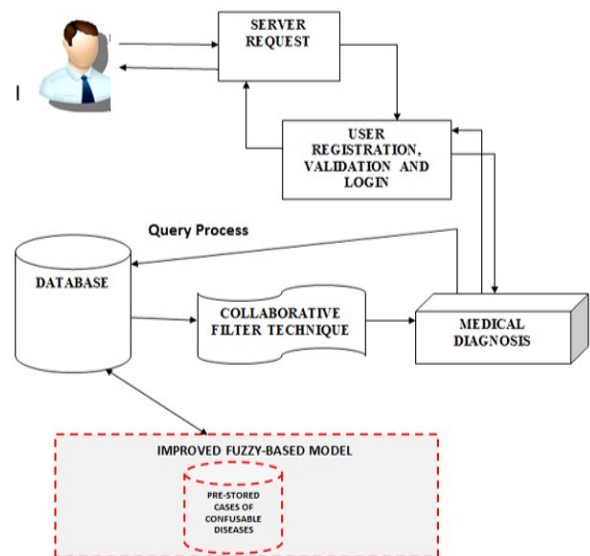 SERVER
REQUEST
I
USER
REGISTRATION,
VALIDATION AND
LOGIN
Query Process
DATABASE
COLLABORATIVE
FILTER TECHNIQUE
MEDICAL
DIAGNOSIS
IMPROVED FUZZY-BASED MODEL
PRE-STORED
CASES OF
CONFUSABLE
DISEASES